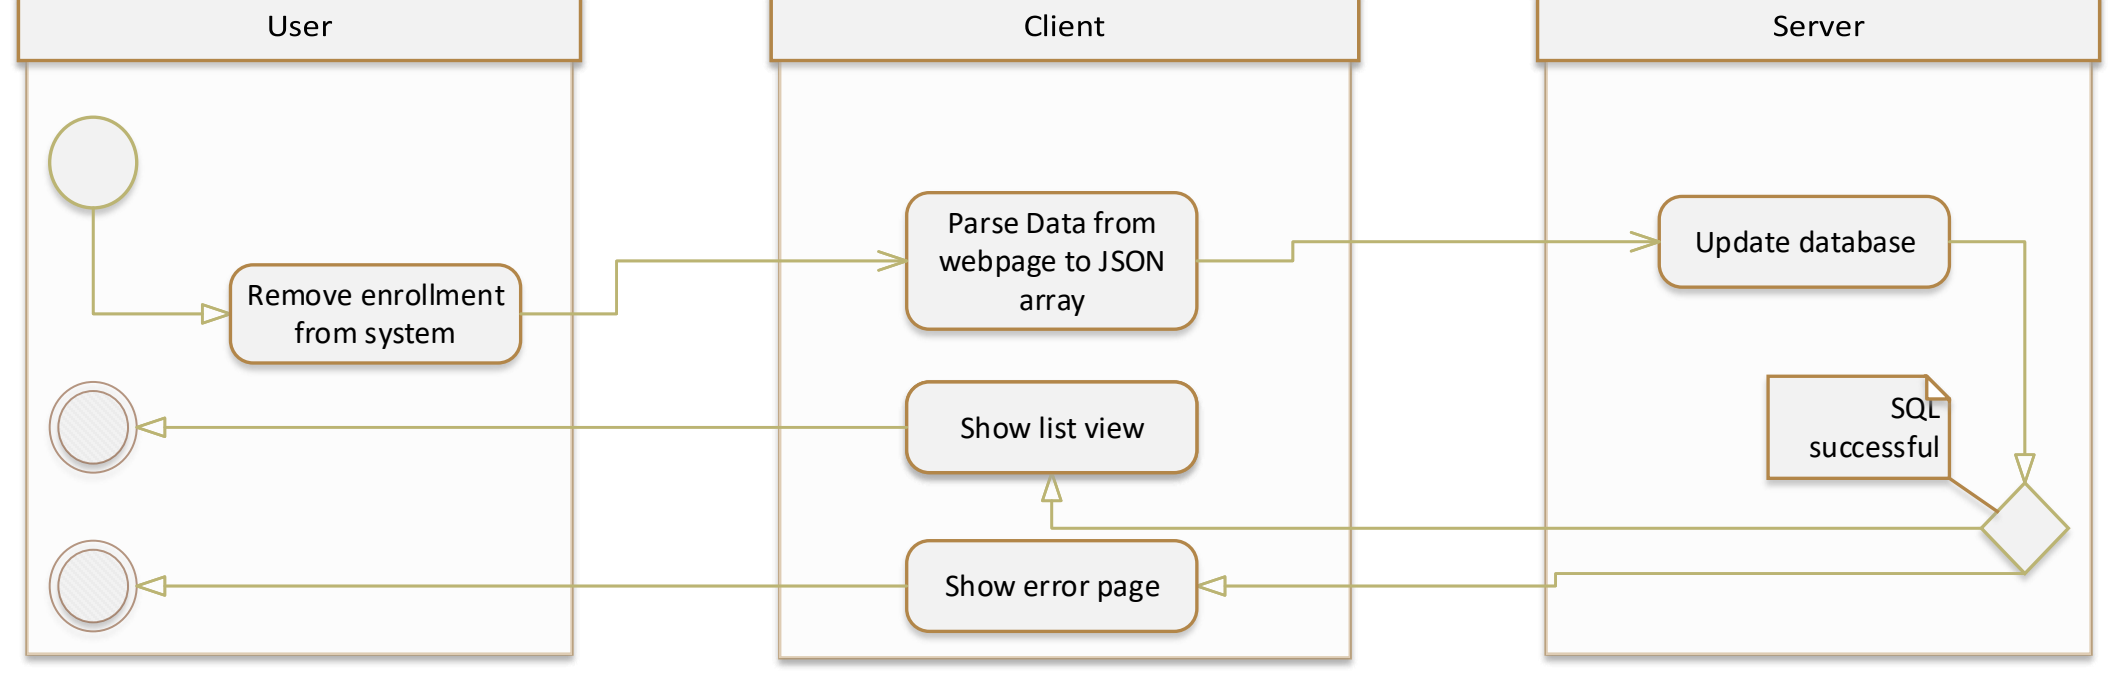 User
Client
Server
Remove enrollment
from system
Parse Data from
webpage to JSON
array
Update database
SQL
successful
Show list view
Show error page